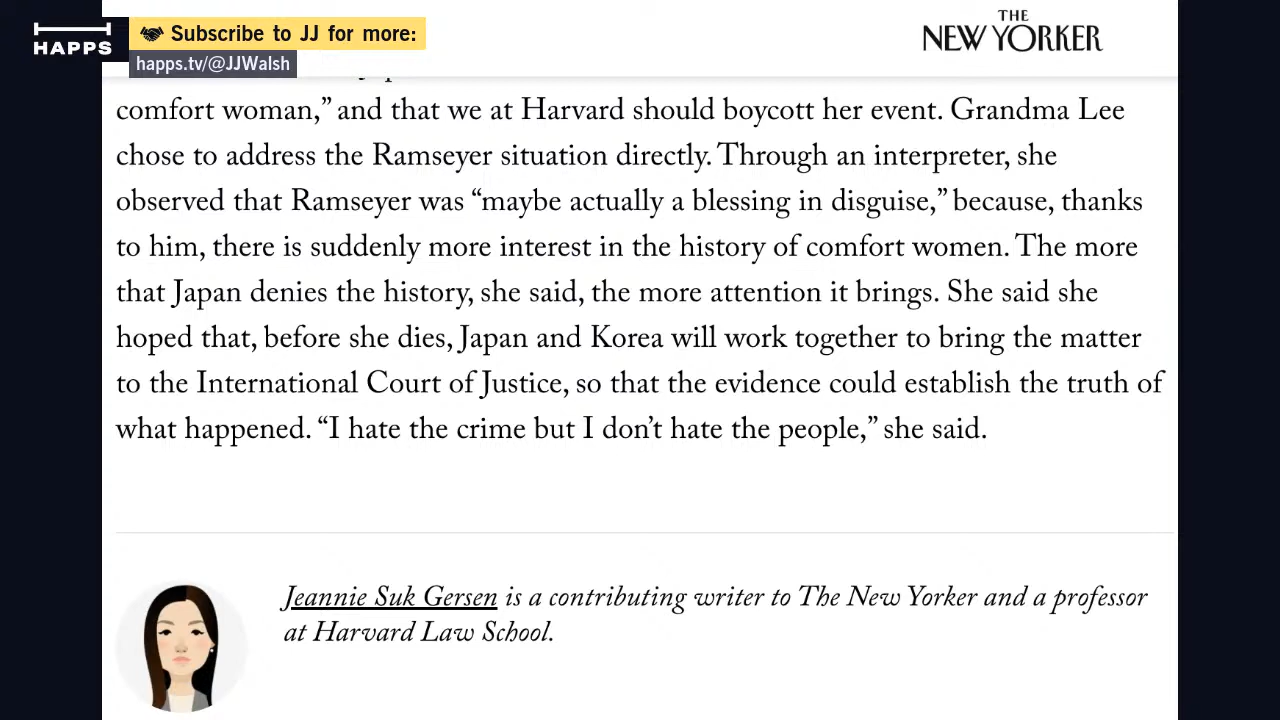 HAPPS
Subscribe to JJ for more:
happs.tv/@JJWalsh
THE
NEW YORKER
comfort woman,” and that we at Harvard should boycott her event. Grandma Lee
chose to address the Ramseyer situation directly. Through an interpreter, she
observed that Ramseyer was “maybe actually a blessing in disguise,” because, thanks
to him, there is suddenly more interest in the history of comfort women. The more
that Japan denies the history, she said, the more attention it brings. She said she
hoped that, before she dies, Japan and Korea will work together to bring the matter
to the International Court of Justice, so that the evidence could establish the truth of
what happened. “I hate the crime but I don’t hate the people,” she said.
Jeannie Suk Gersen is a contributing writer to The New Yorker and a professor
at Harvard Law School.